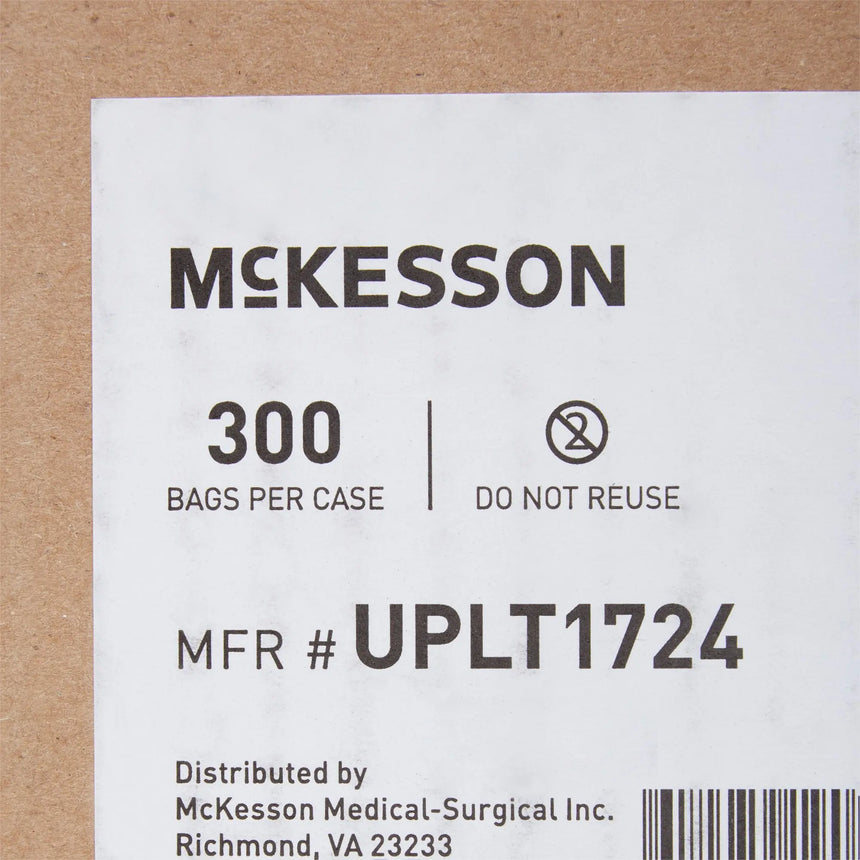 McKESSON
300
BAGS PER CASE
2
DO NOT REUSE
MFR # UPLT1724
Distributed by
McKesson Medical-Surgical Inc.
Richmond, VA 23233